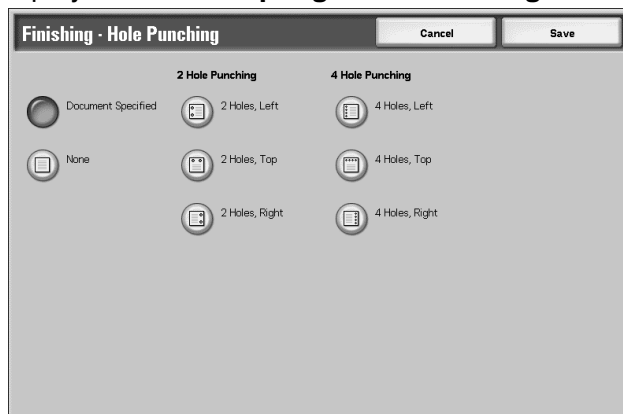 Finishing - Hole Punching
Cancel
Save
2 Hole Punching
4 Hole Punching
Document Specified
2 Holes, Left
4 Holes, Left
None
2 Holes, Top
4 Holes, Top
2 Holes, Right
4 Holes, Right